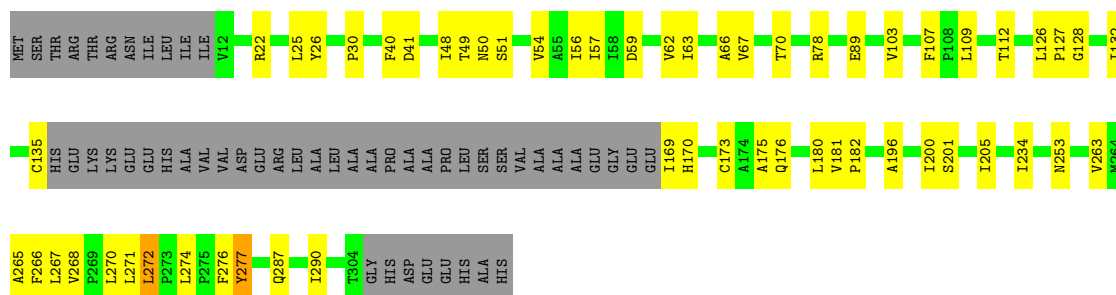 MET SER THR ARG THR ARG ASN ILE LEU ILE ILE V12 R22 L25 Y26 P30 F40 D41 I48 T49 N50 S51 V54 A55 I56 I57 I58 D59 V62 I63 A66 V67 T70 R78 E89 V103 F107 P108 L109 T112 L126 P127 G128
C135 HIS GLU LYS LYS GLU GLU HIS ALA VAL VAL ASP GLU ARG LEU ALA LEU ALA ALA PRO ALA ALA PRO LEU SER SER VAL ALA ALA ALA GLU GLY GLU GLU I169 H170 C173 A174 A175 Q176 L180 V181 P182 A196 I200 S201 I205 I234 N253 V263 M264
A265 F266 L267 V268 P269 L270 L271 L272 P273 L274 P275 F276 Y277 Q287 I290 T304 GLY HIS ASP GLU GLU HIS ALA HIS